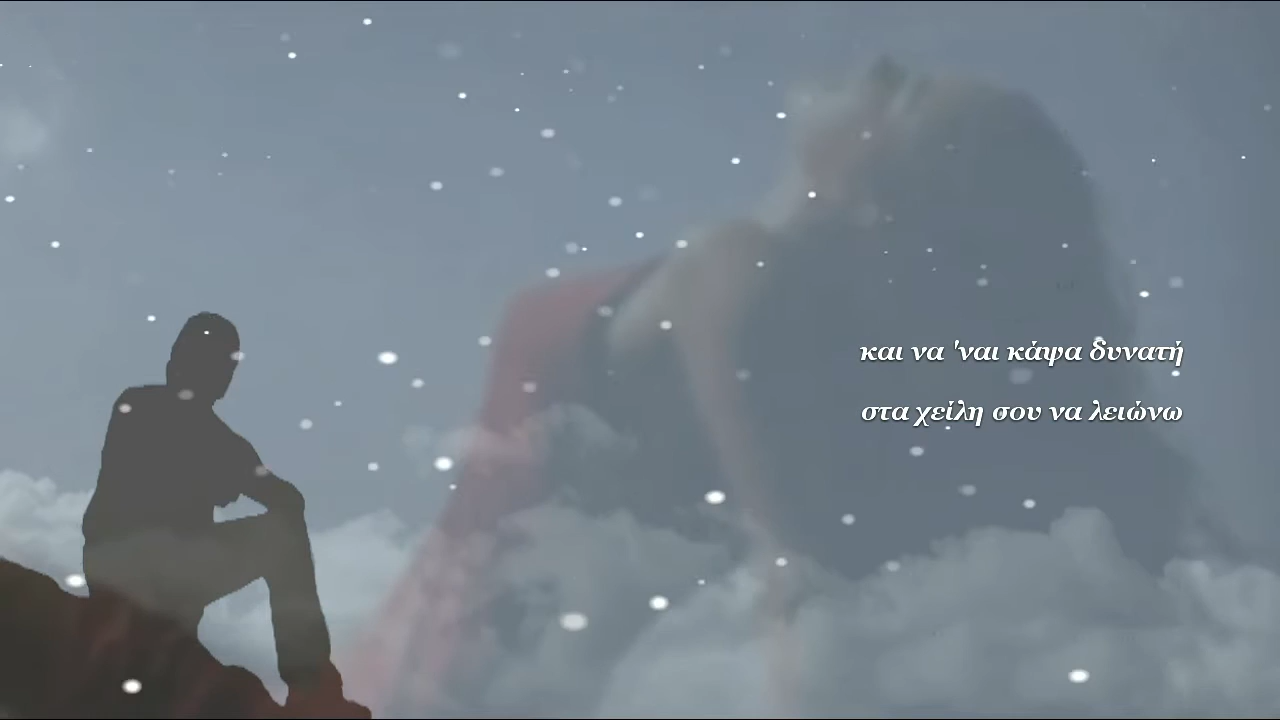 και να 'ναι κάψα δυνατή
στα χείλη σου να λειώνω